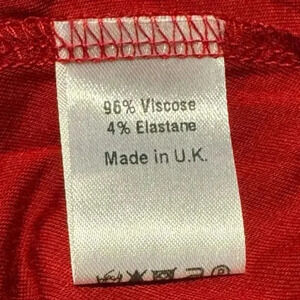 96% Viscose
4% Elastane
Made in U.K.